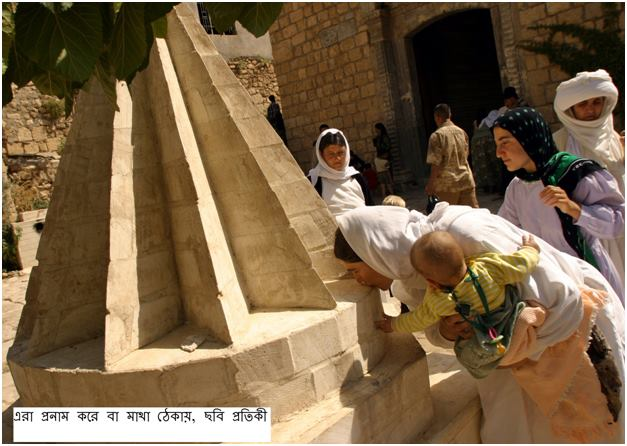 এরা প্রনাম করে বা মাথা ঠেকায়, ছবি প্রতিকী